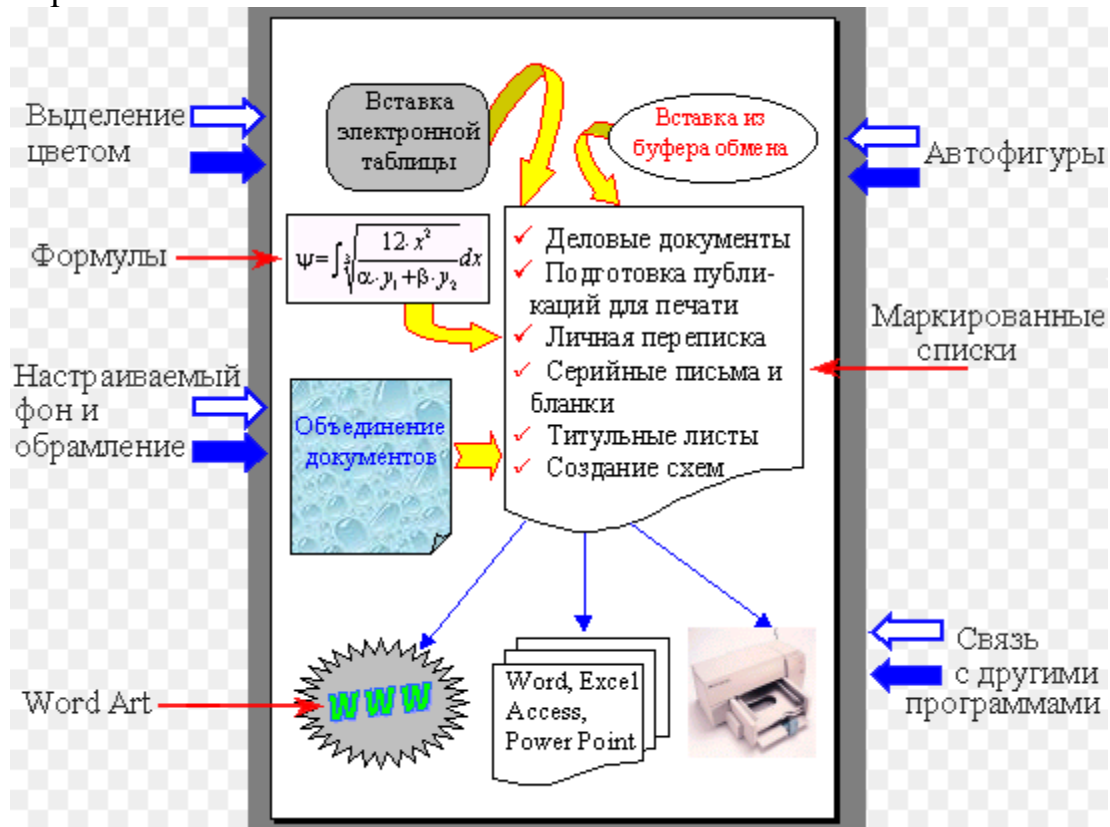 Выделение
цветом
Вставка
электронной
таблицы
Вставка из
буфера обмена
Автофигуры
Формулы
ψ=∫∛(12·x²/(α·y₁+β·y₂))dx
✓ Деловые документы
✓ Подготовка публи-
каций для печати
✓ Личная переписка
✓ Серийные письма и
бланки
✓ Титульные листы
✓ Создание схем
Маркированные
списки
Настраиваемый
фон и
обрамление
Объединение
документов
Word Art
WWW
Word, Excel
Access,
Power Point
Связь
с другими
программами